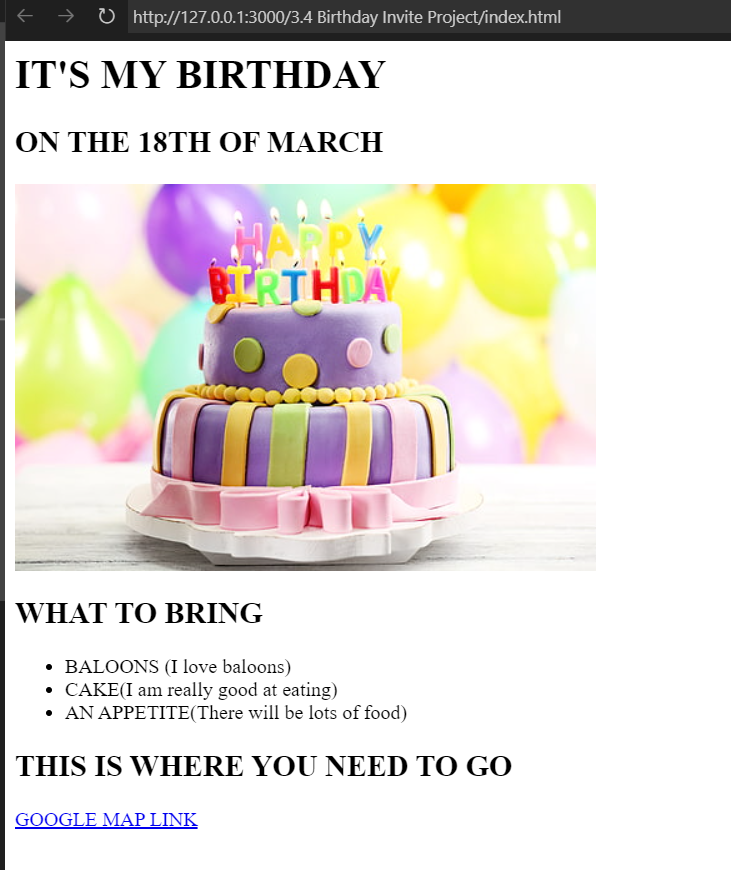 http://127.0.0.1:3000/3.4 Birthday Invite Project/index.html
IT'S MY BIRTHDAY
ON THE 18TH OF MARCH
HAPPY
BIRTHDAY
WHAT TO BRING
BALOONS (I love baloons)
CAKE(I am really good at eating)
AN APPETITE(There will be lots of food)
THIS IS WHERE YOU NEED TO GO
GOOGLE MAP LINK